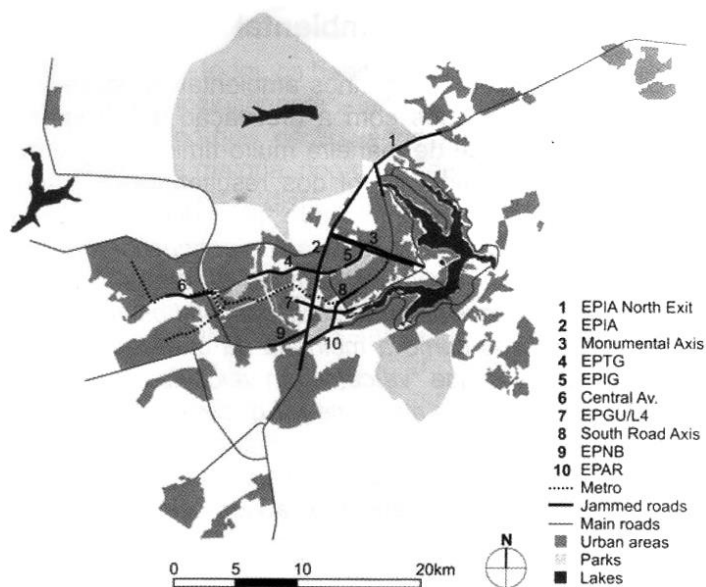 1
2
3
5
4
6
8
7
9
10
1 EPIA North Exit
2 EPIA
3 Monumental Axis
4 EPTG
5 EPIG
6 Central Av.
7 EPGU/L4
8 South Road Axis
9 EPNB
10 EPAR
Metro
Jammed roads
Main roads
Urban areas
Parks
Lakes
N
0 5 10 20km